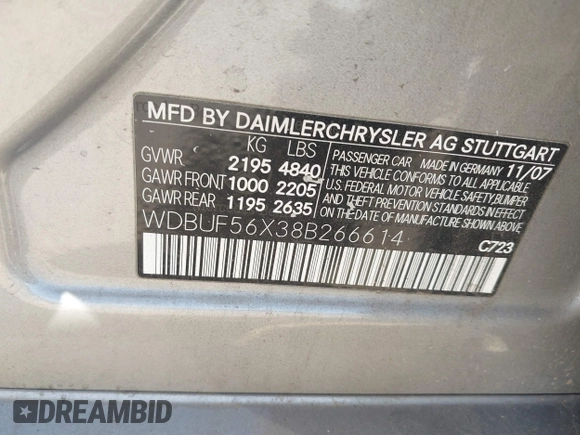 MFD BY DAIMLERCHRYSLER AG STUTTGART
KG LBS
GVWR 2195 4840
GAWR FRONT 1000 2205
GAWR REAR 1195 2635
PASSENGER CAR MADE IN GERMANY 11/07
THIS VEHICLE CONFORMS TO ALL APPLICABLE
U.S. FEDERAL MOTOR VEHICLE SAFETY,BUMPER
AND THEFT PREVENTION STANDARDS IN EFFECT
ON THE DATE OF MANUFACTURE SHOWN ABOVE.
WDBUF56X38B266614
C723
DREAMBID